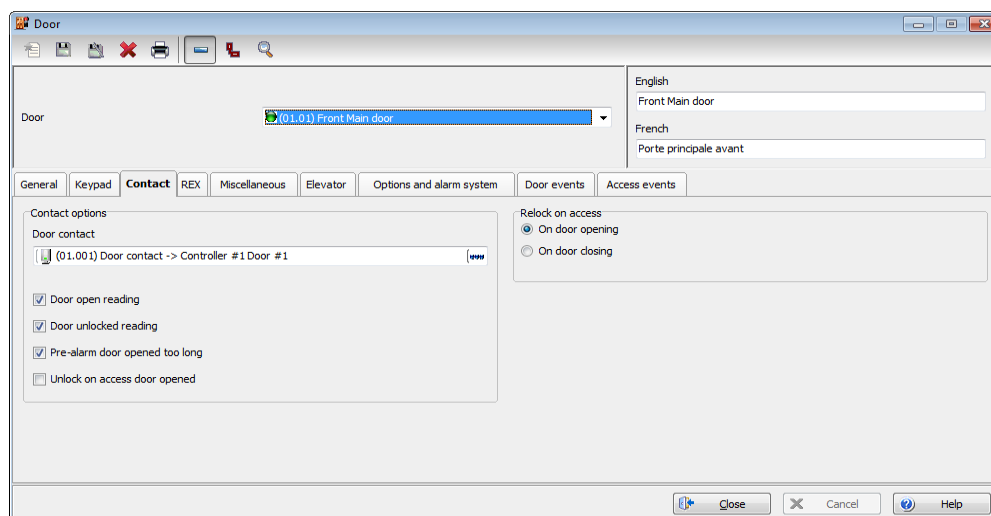 Door
English
Front Main door
Door
(01.01) Front Main door
French
Porte principale avant
General Keypad Contact REX Miscellaneous Elevator Options and alarm system Door events Access events
Contact options
Relock on access
Door contact
On door opening
(01.001) Door contact -> Controller #1 Door #1
On door closing
Door open reading
Door unlocked reading
Pre-alarm door opened too long
Unlock on access door opened
Close Cancel Help